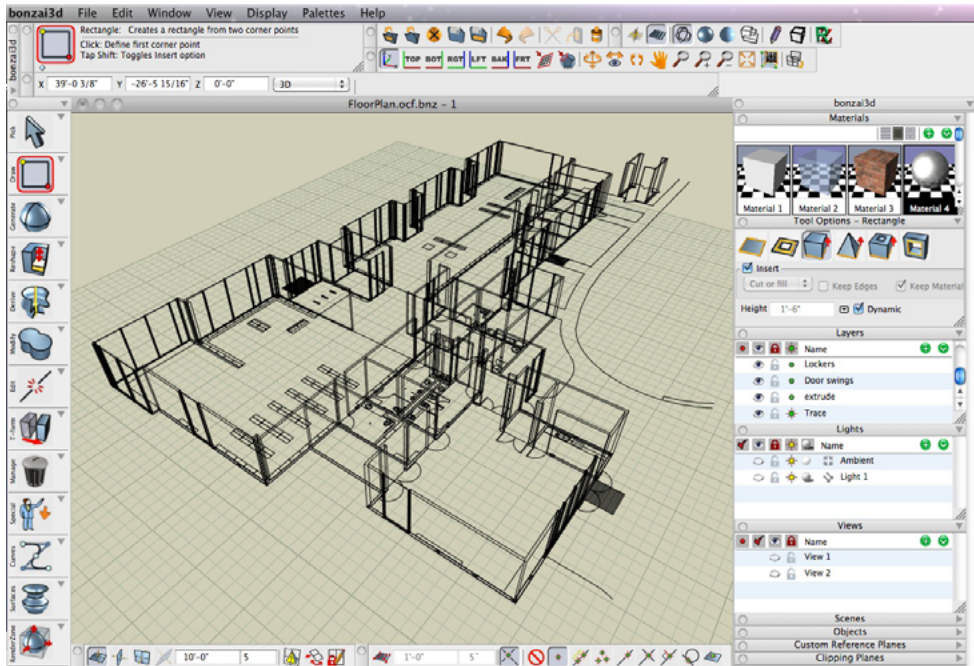 bonzai3d File Edit Window View Display Palettes Help
bonzai3d
Rectangle: Creates a rectangle from two corner points
Click: Define first corner point
Tap Shift: Toggles Insert option
TOP BOT RGT LFT BAK FRT
X 39'-0 3/8" Y -26'-5 15/16" Z 0'-0" 3D
FloorPlan.ocf.bnz - 1
Pick
Draw
Generate
Reshape
Derive
Modify
Edit
T-Form
Manage
Special
Curves
Surfaces
RenderZone
bonzai3d
Materials
Material 1 Material 2 Material 3 Material 4
Tool Options - Rectangle
Insert
Cut or fill Keep Edges Keep Material
Height 1'-6" Dynamic
Layers
Name
Lockers
Door swings
extrude
Trace
Lights
Name
Ambient
Light 1
Views
Name
View 1
View 2
Scenes
Objects
Custom Reference Planes
Clipping Planes
10'-0" 5 1'-0" 5°